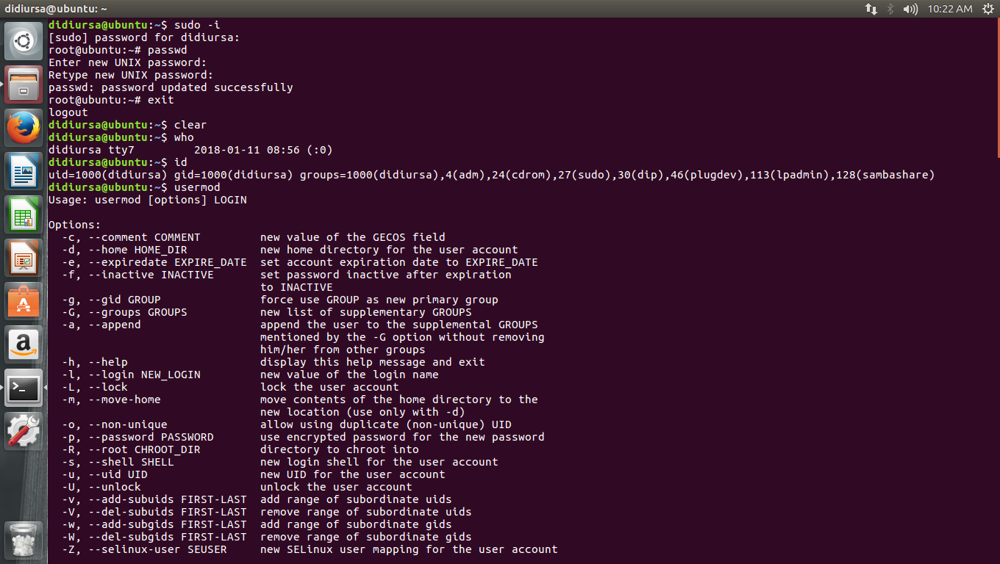 didiursa@ubuntu: ~
10:22 AM
didiursa@ubuntu:~$ sudo -i
[sudo] password for didiursa:
root@ubuntu:~# passwd
Enter new UNIX password:
Retype new UNIX password:
passwd: password updated successfully
root@ubuntu:~# exit
logout
didiursa@ubuntu:~$ clear
didiursa@ubuntu:~$ who
didiursa tty7         2018-01-11 08:56 (:0)
didiursa@ubuntu:~$ id
uid=1000(didiursa) gid=1000(didiursa) groups=1000(didiursa),4(adm),24(cdrom),27(sudo),30(dip),46(plugdev),113(lpadmin),128(sambashare)
didiursa@ubuntu:~$ usermod
Usage: usermod [options] LOGIN

Options:
  -c, --comment COMMENT         new value of the GECOS field
  -d, --home HOME_DIR           new home directory for the user account
  -e, --expiredate EXPIRE_DATE  set account expiration date to EXPIRE_DATE
  -f, --inactive INACTIVE       set password inactive after expiration
                                to INACTIVE
  -g, --gid GROUP               force use GROUP as new primary group
  -G, --groups GROUPS           new list of supplementary GROUPS
  -a, --append                  append the user to the supplemental GROUPS
                                mentioned by the -G option without removing
                                him/her from other groups
  -h, --help                    display this help message and exit
  -l, --login NEW_LOGIN         new value of the login name
  -L, --lock                    lock the user account
  -m, --move-home               move contents of the home directory to the
                                new location (use only with -d)
  -o, --non-unique              allow using duplicate (non-unique) UID
  -p, --password PASSWORD       use encrypted password for the new password
  -R, --root CHROOT_DIR         directory to chroot into
  -s, --shell SHELL             new login shell for the user account
  -u, --uid UID                 new UID for the user account
  -U, --unlock                  unlock the user account
  -v, --add-subuids FIRST-LAST  add range of subordinate uids
  -V, --del-subuids FIRST-LAST  remove range of subordinate uids
  -w, --add-subgids FIRST-LAST  add range of subordinate gids
  -W, --del-subgids FIRST-LAST  remove range of subordinate gids
  -Z, --selinux-user SEUSER     new SELinux user mapping for the user account